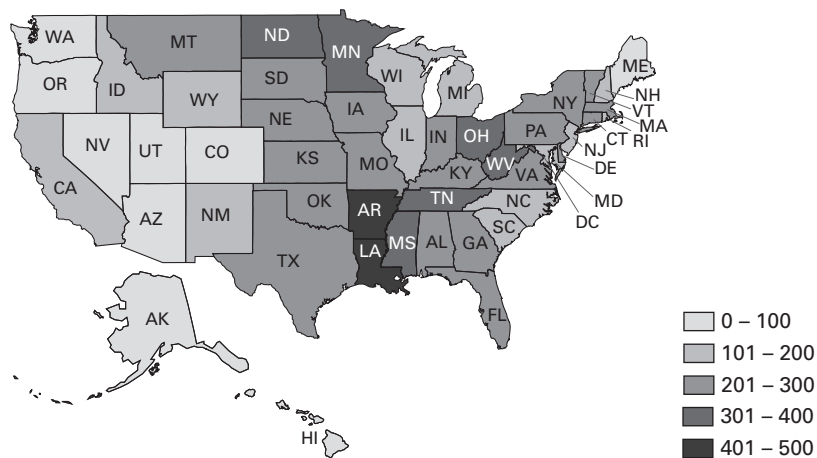 WA
MT
ND
MN
ME
OR
ID
SD
WI
MI
NY
NH
VT
MA
WY
IA
NE
PA
CT
RI
NV
UT
CO
IL
IN
OH
NJ
DE
KS
MO
KY
WV
VA
MD
CA
AZ
NM
OK
AR
TN
NC
DC
SC
TX
LA
MS
AL
GA
FL
AK
HI
0 – 100
101 – 200
201 – 300
301 – 400
401 – 500